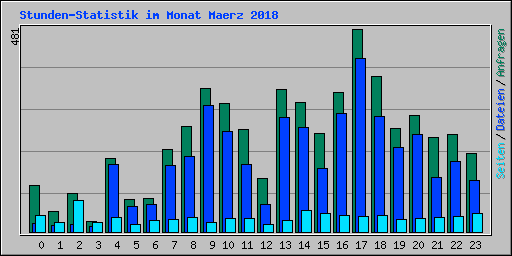 Stunden-Statistik im Monat Maerz 2018
481
Seiten / Dateien / Anfragen
0 1 2 3 4 5 6 7 8 9 10 11 12 13 14 15 16 17 18 19 20 21 22 23